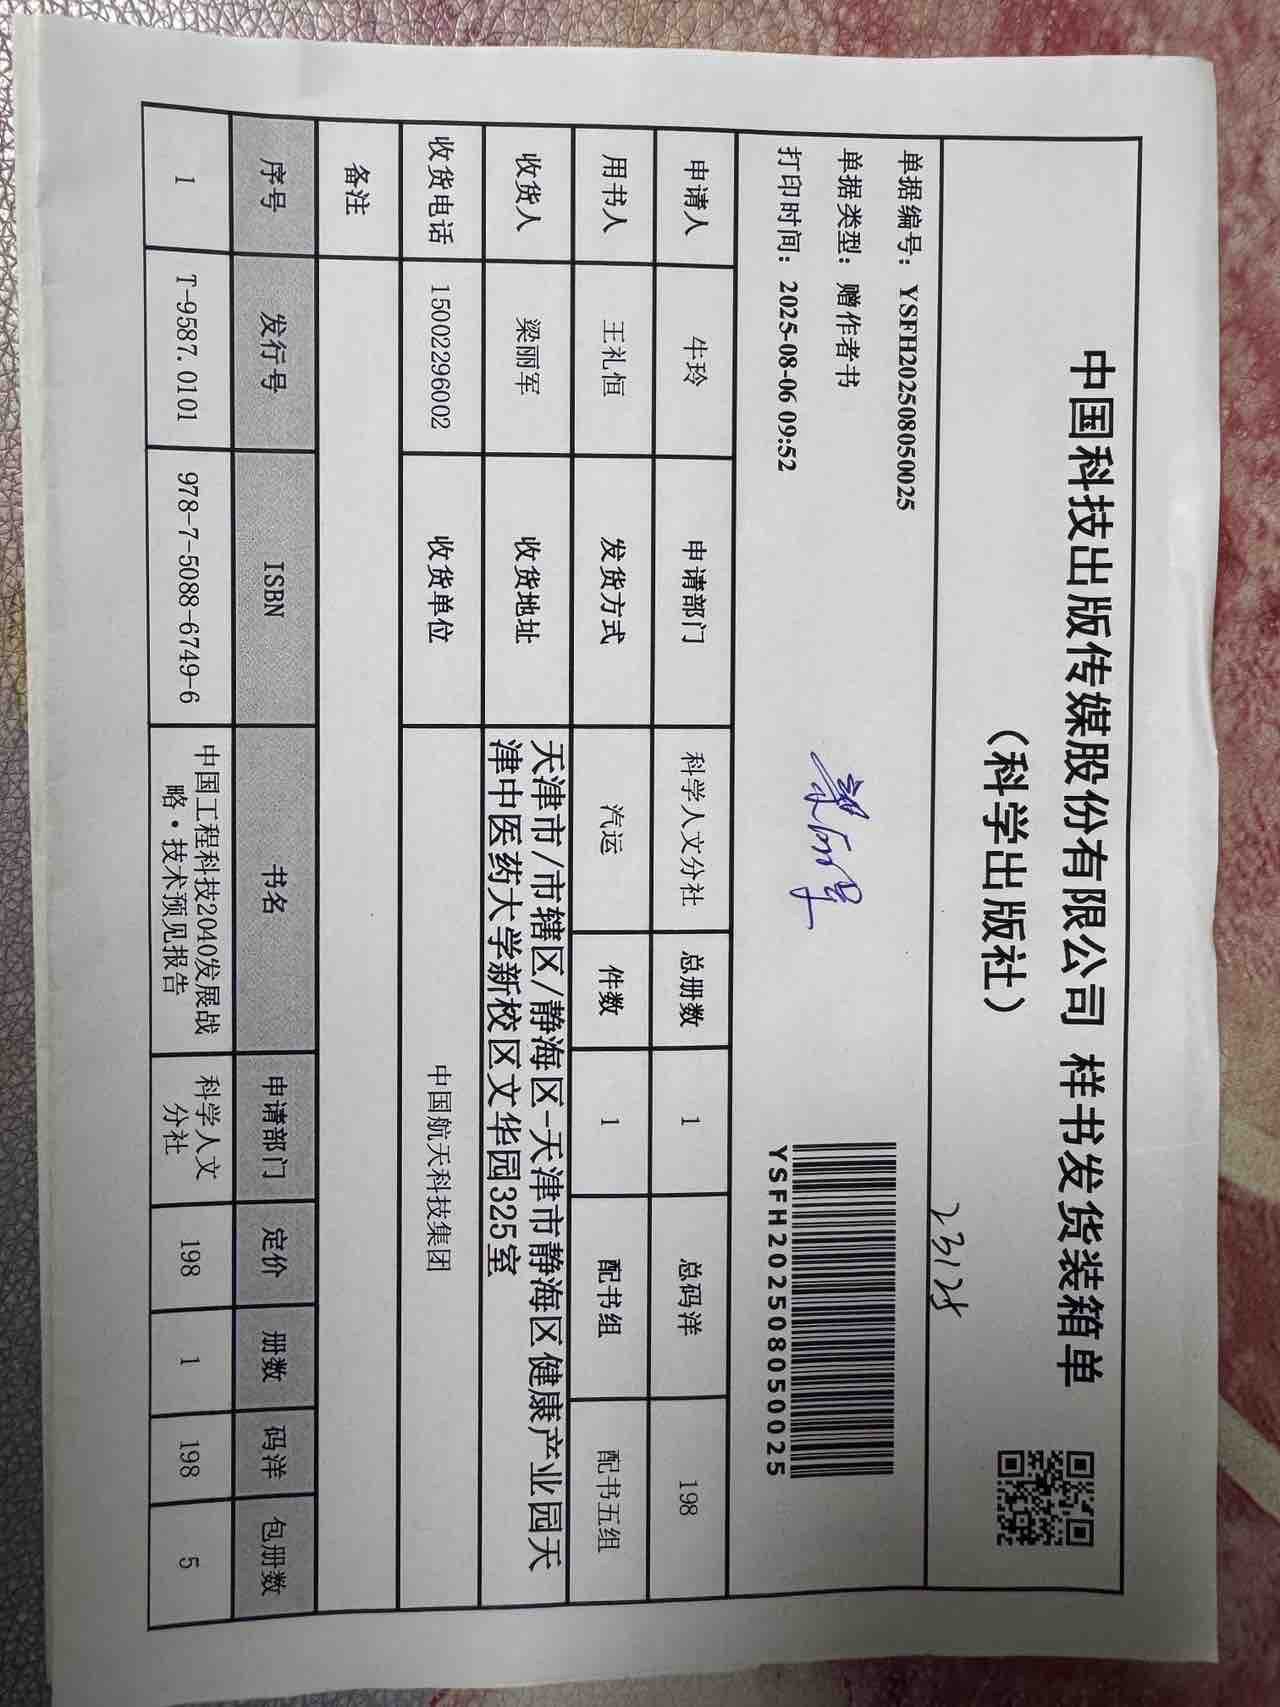 中国科技出版传媒股份有限公司 样书发货装箱单
（科学出版社）
23125
单据编号：YSFH202508050025
单据类型：赠作者书
打印时间：2025-08-06 09:52
梁丽军
YSFH202508050025
申请人 牛玲 申请部门 科学人文分社 总册数 1 总码洋 198
用书人 王礼恒 发货方式 汽运 件数 1 配书组 配书五组
收货人 梁丽军 收货地址 天津市/市辖区/静海区-天津市静海区健康产业园天
津中医药大学新校区文华园325室
收货电话 15002296002 收货单位 中国航天科技集团
备注
序号 发行号 ISBN 书名 申请部门 定价 册数 码洋 包册数
1 T-9587.0101 978-7-5088-6749-6 中国工程科技2040发展战 科学人文 198 1 198 5
略·技术预见报告 分社